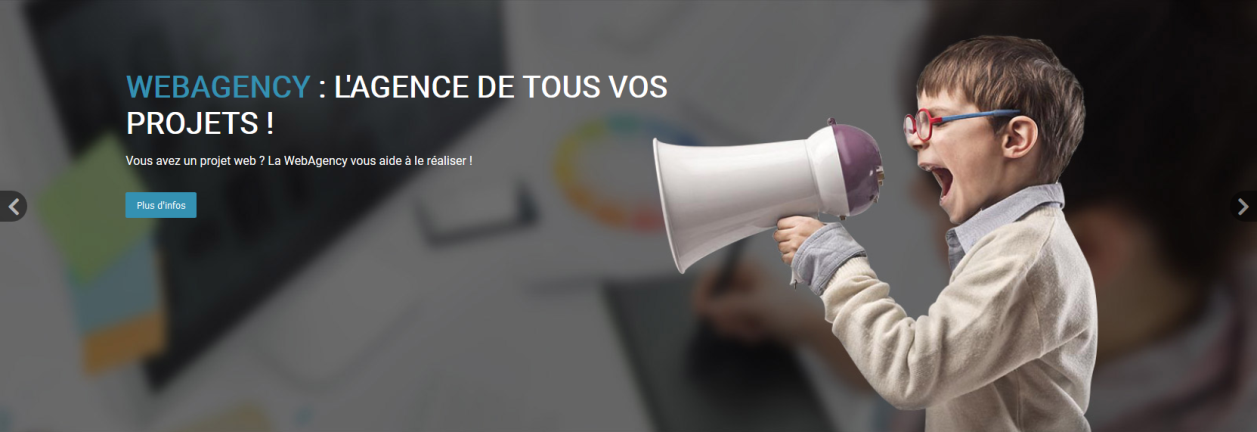 WEBAGENCY : L'AGENCE DE TOUS VOS
PROJETS !
Vous avez un projet web ? La WebAgency vous aide à le réaliser !
Plus d'infos